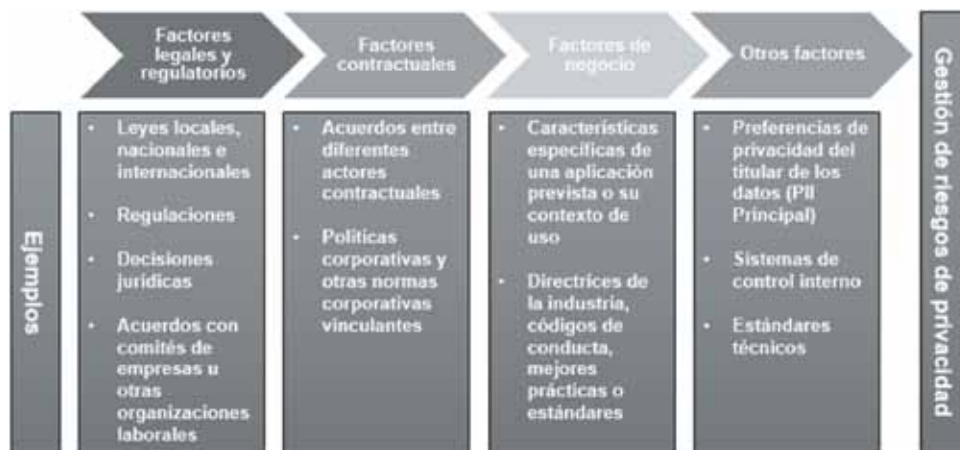 Factores
legales y
regulatorios
Factores
contractuales
Factores de
negocio
Otros factores
Ejemplos
• Leyes locales,
nacionales e
internacionales
• Regulaciones
• Decisiones
jurídicas
• Acuerdos con
comités de
empresas u
otras
organizaciones
laborales
• Acuerdos entre
diferentes
actores
contractuales
• Políticas
corporativas y
otras normas
corporativas
vinculantes
• Características
específicas de
una aplicación
prevista o su
contexto de
uso
• Directrices de
la industria,
códigos de
conducta,
mejores
prácticas o
estándares
• Preferencias de
privacidad del
titular de los
datos (PII
Principal)
• Sistemas de
control interno
• Estándares
técnicos
Gestión de riesgos de privacidad